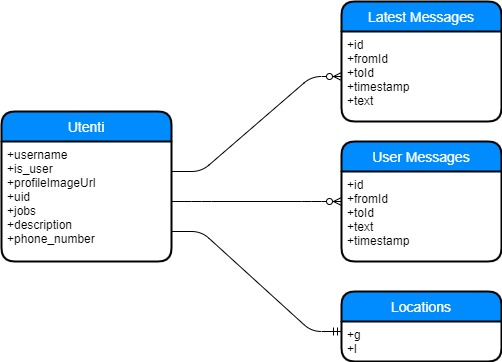 Utenti
+username
+is_user
+profileImageUrl
+uid
+jobs
+description
+phone_number
Latest Messages
+id
+fromId
+toId
+timestamp
+text
User Messages
+id
+fromId
+toId
+text
+timestamp
Locations
+g
+l